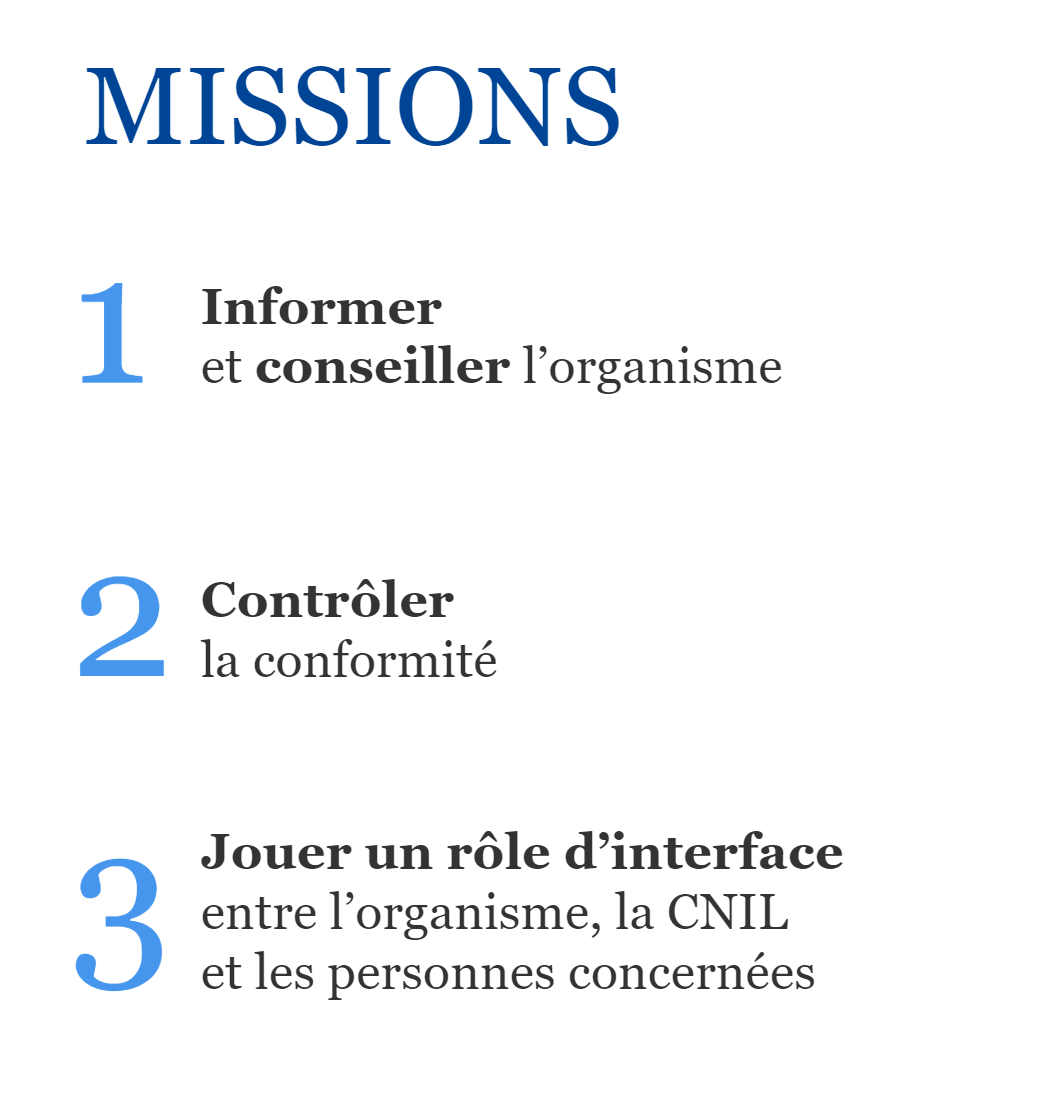 MISSIONS
1
Informer
et conseiller l’organisme
2
Contrôler
la conformité
3
Jouer un rôle d’interface
entre l’organisme, la CNIL
et les personnes concernées